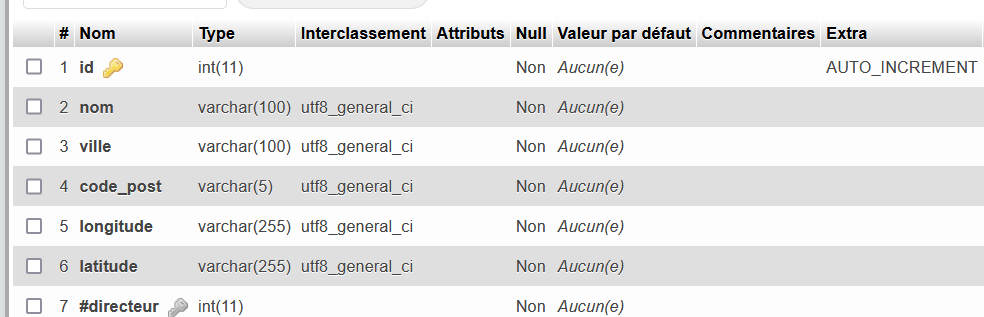 # Nom Type Interclassement Attributs Null Valeur par défaut Commentaires Extra
1 id int(11) Non Aucun(e) AUTO_INCREMENT
2 nom varchar(100) utf8_general_ci Non Aucun(e)
3 ville varchar(100) utf8_general_ci Non Aucun(e)
4 code_post varchar(5) utf8_general_ci Non Aucun(e)
5 longitude varchar(255) utf8_general_ci Non Aucun(e)
6 latitude varchar(255) utf8_general_ci Non Aucun(e)
7 #directeur int(11) Non Aucun(e)